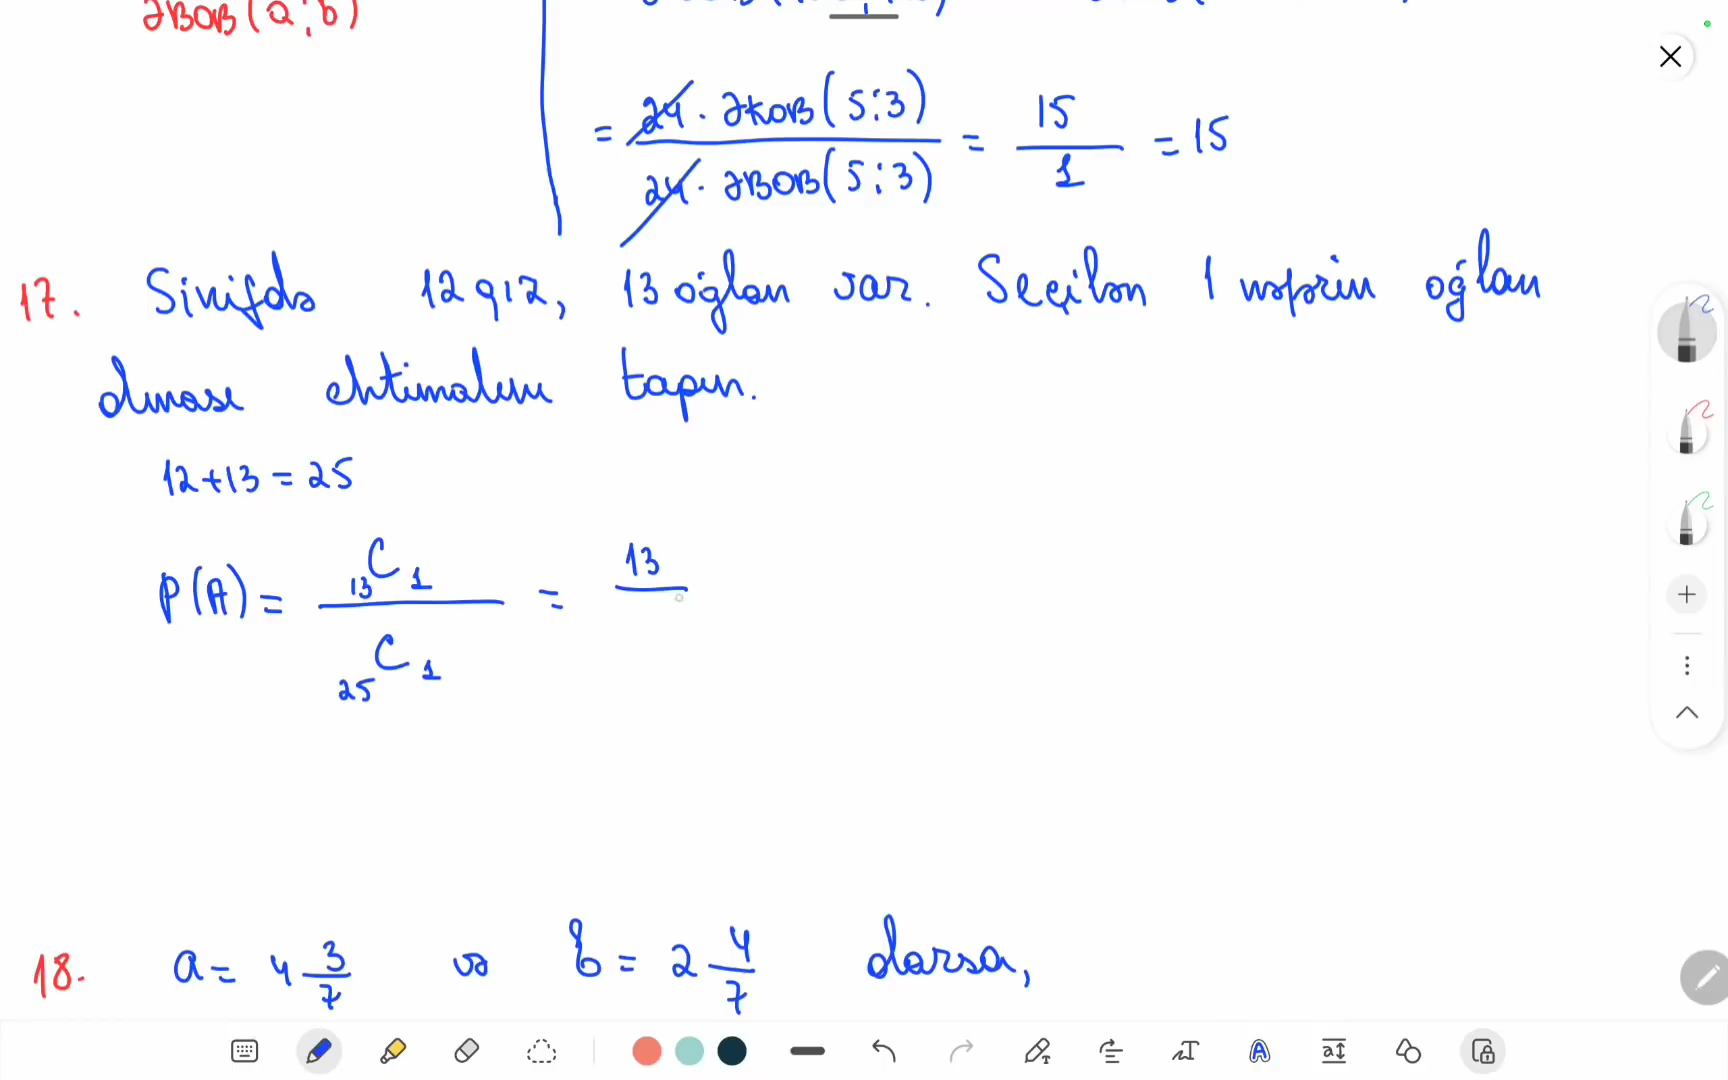 ƏBOB(a;b)
= 24 · ƏKOB(5;3) / 24 · ƏBOB(5;3) = 15/1 = 15
17. Sinifdə 12 qız, 13 oğlan var. Seçilən 1 nəfərin oğlan
olması ehtimalını tapın.
12+13=25
P(A) = ₁₃C₁ / ₂₅C₁ = 13
18. a = 4 3/7 və b = 2 4/7 olarsa,